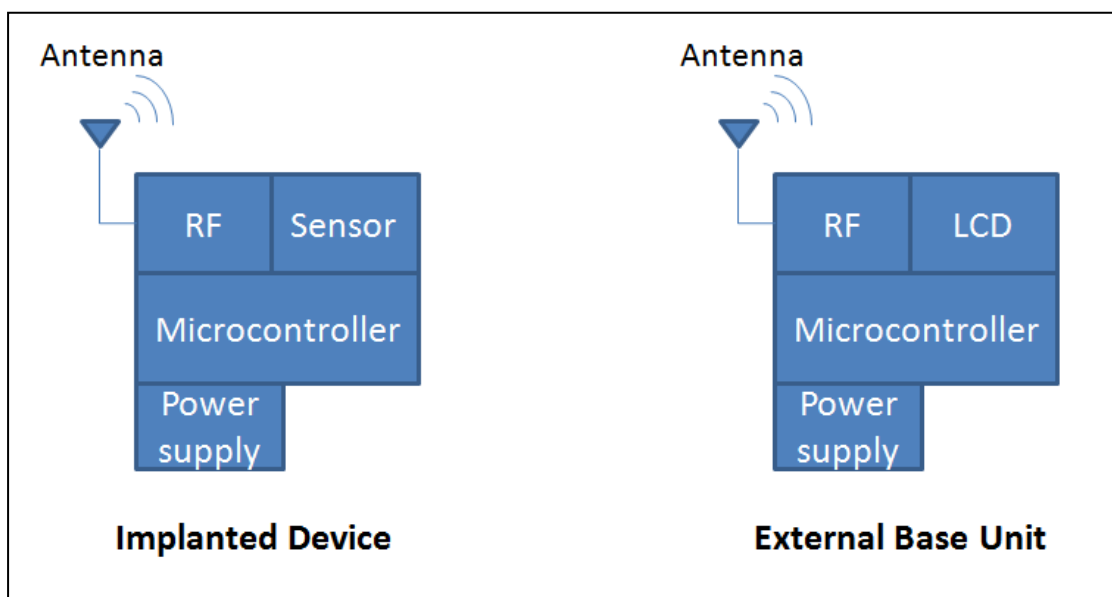 Antenna
RF
Sensor
Microcontroller
Power
supply
Implanted Device
Antenna
RF
LCD
Microcontroller
Power
supply
External Base Unit